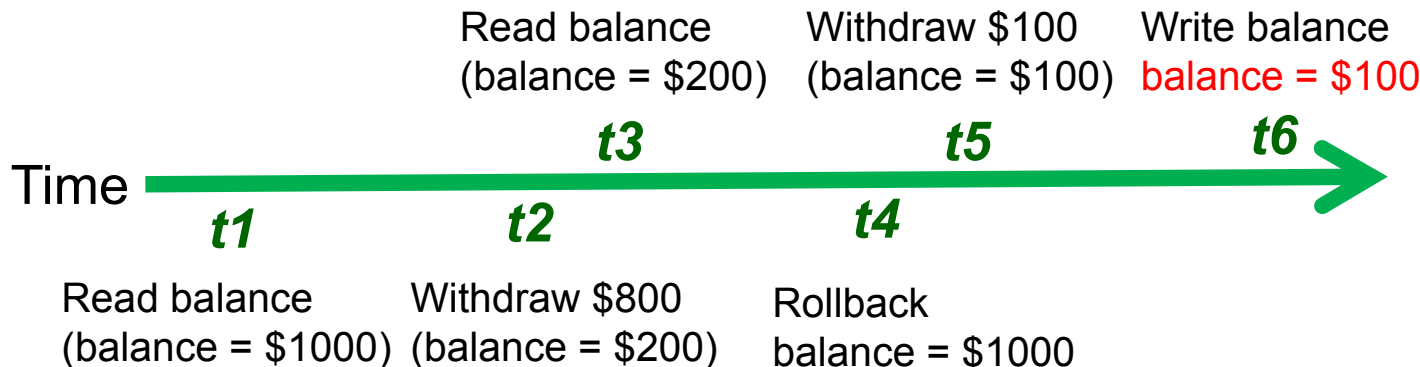 Read balance
(balance = $200)
Withdraw $100
(balance = $100)
Write balance
balance = $100
t3
t5
t6
Time
t1
t2
t4
Read balance
(balance = $1000)
Withdraw $800
(balance = $200)
Rollback
balance = $1000